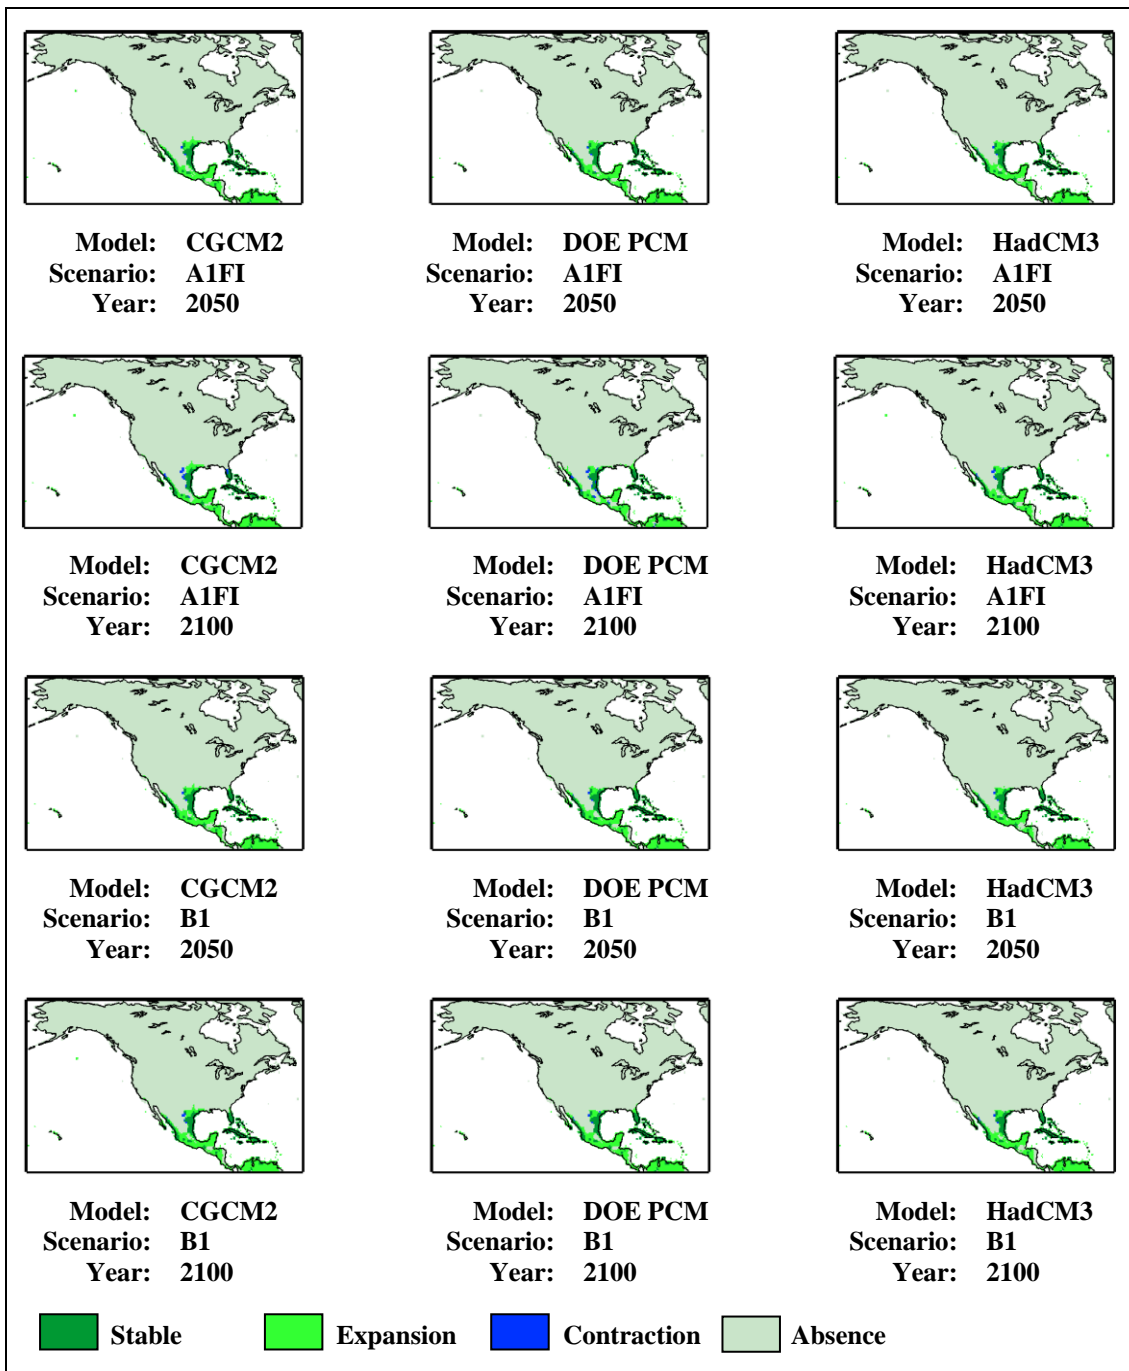 Model: CGCM2
Scenario: A1FI
Year: 2050
Model: DOE PCM
Scenario: A1FI
Year: 2050
Model: HadCM3
Scenario: A1FI
Year: 2050
Model: CGCM2
Scenario: A1FI
Year: 2100
Model: DOE PCM
Scenario: A1FI
Year: 2100
Model: HadCM3
Scenario: A1FI
Year: 2100
Model: CGCM2
Scenario: B1
Year: 2050
Model: DOE PCM
Scenario: B1
Year: 2050
Model: HadCM3
Scenario: B1
Year: 2050
Model: CGCM2
Scenario: B1
Year: 2100
Model: DOE PCM
Scenario: B1
Year: 2100
Model: HadCM3
Scenario: B1
Year: 2100
Stable Expansion Contraction Absence